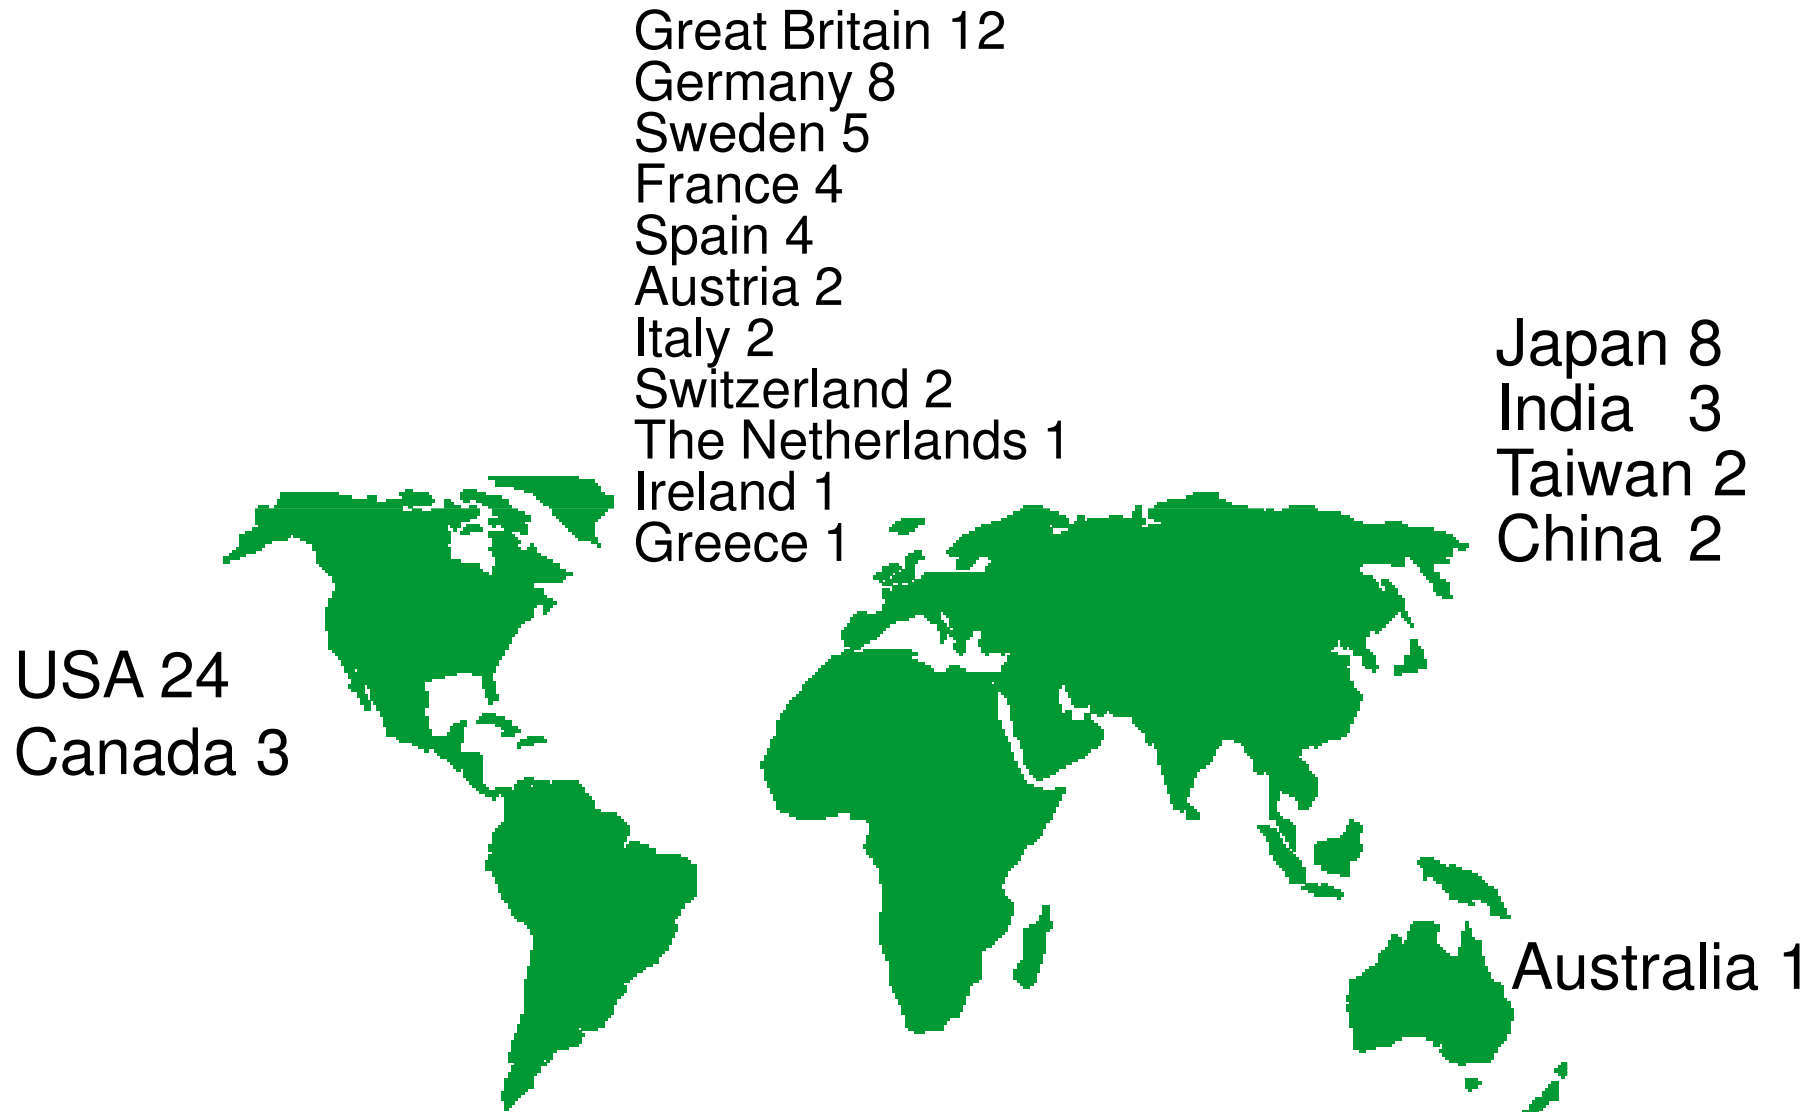 Great Britain 12
Germany 8
Sweden 5
France 4
Spain 4
Austria 2
Italy 2
Switzerland 2
The Netherlands 1
Ireland 1
Greece 1
Japan 8
India 3
Taiwan 2
China 2
USA 24
Canada 3
Australia 1